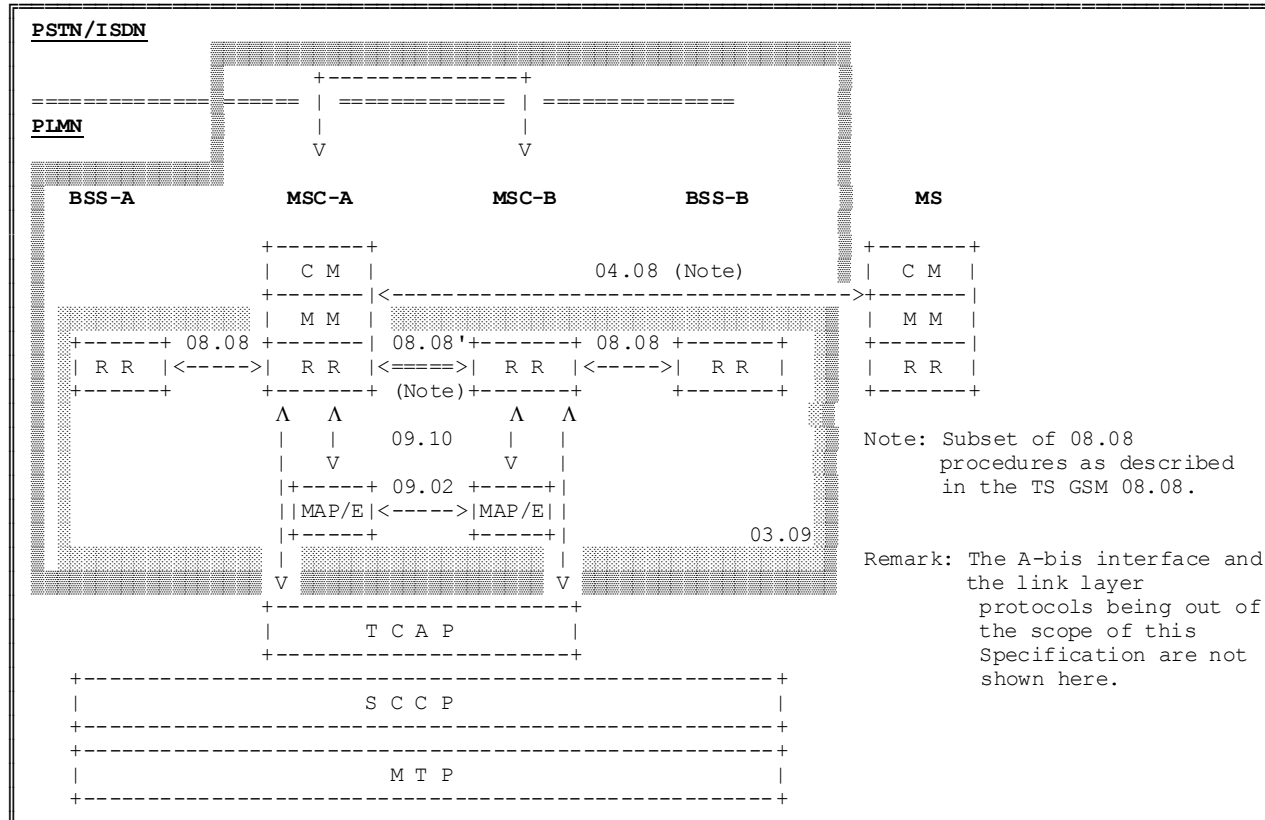 PSTN/ISDN
PLMN
V V
BSS-A MSC-A MSC-B BSS-B MS
C M 04.08 (Note) C M
M M M M
08.08 08.08' 08.08
R R R R R R R R R R
(Note)
Λ Λ Λ Λ
09.10
V V
09.02
MAP/E MAP/E
03.09
V V
T C A P
S C C P
M T P
Note: Subset of 08.08
procedures as described
in the TS GSM 08.08.
Remark: The A-bis interface and
the link layer
protocols being out of
the scope of this
Specification are not
shown here.